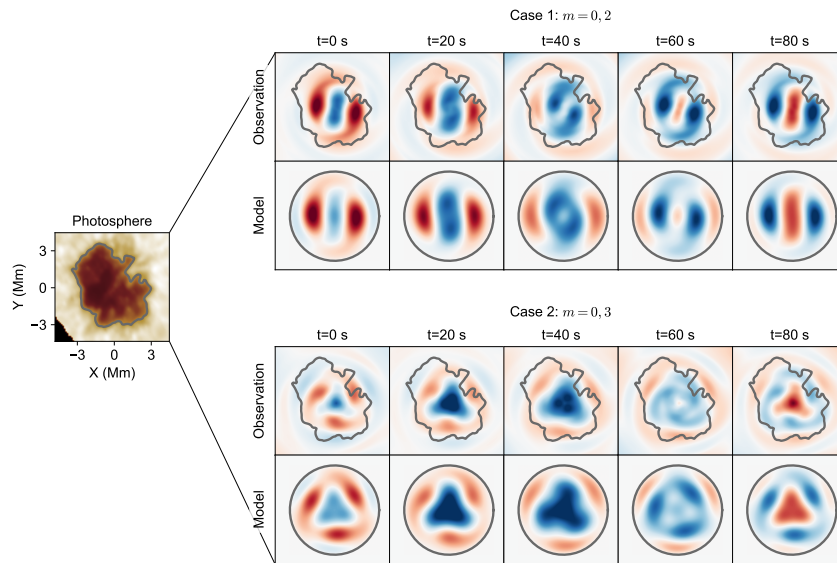 Case 1: m = 0, 2
t=0 s t=20 s t=40 s t=60 s t=80 s
Observation
Model
Photosphere
3
0
−3
Y (Mm)
−3 0 3
X (Mm)
Case 2: m = 0, 3
t=0 s t=20 s t=40 s t=60 s t=80 s
Observation
Model